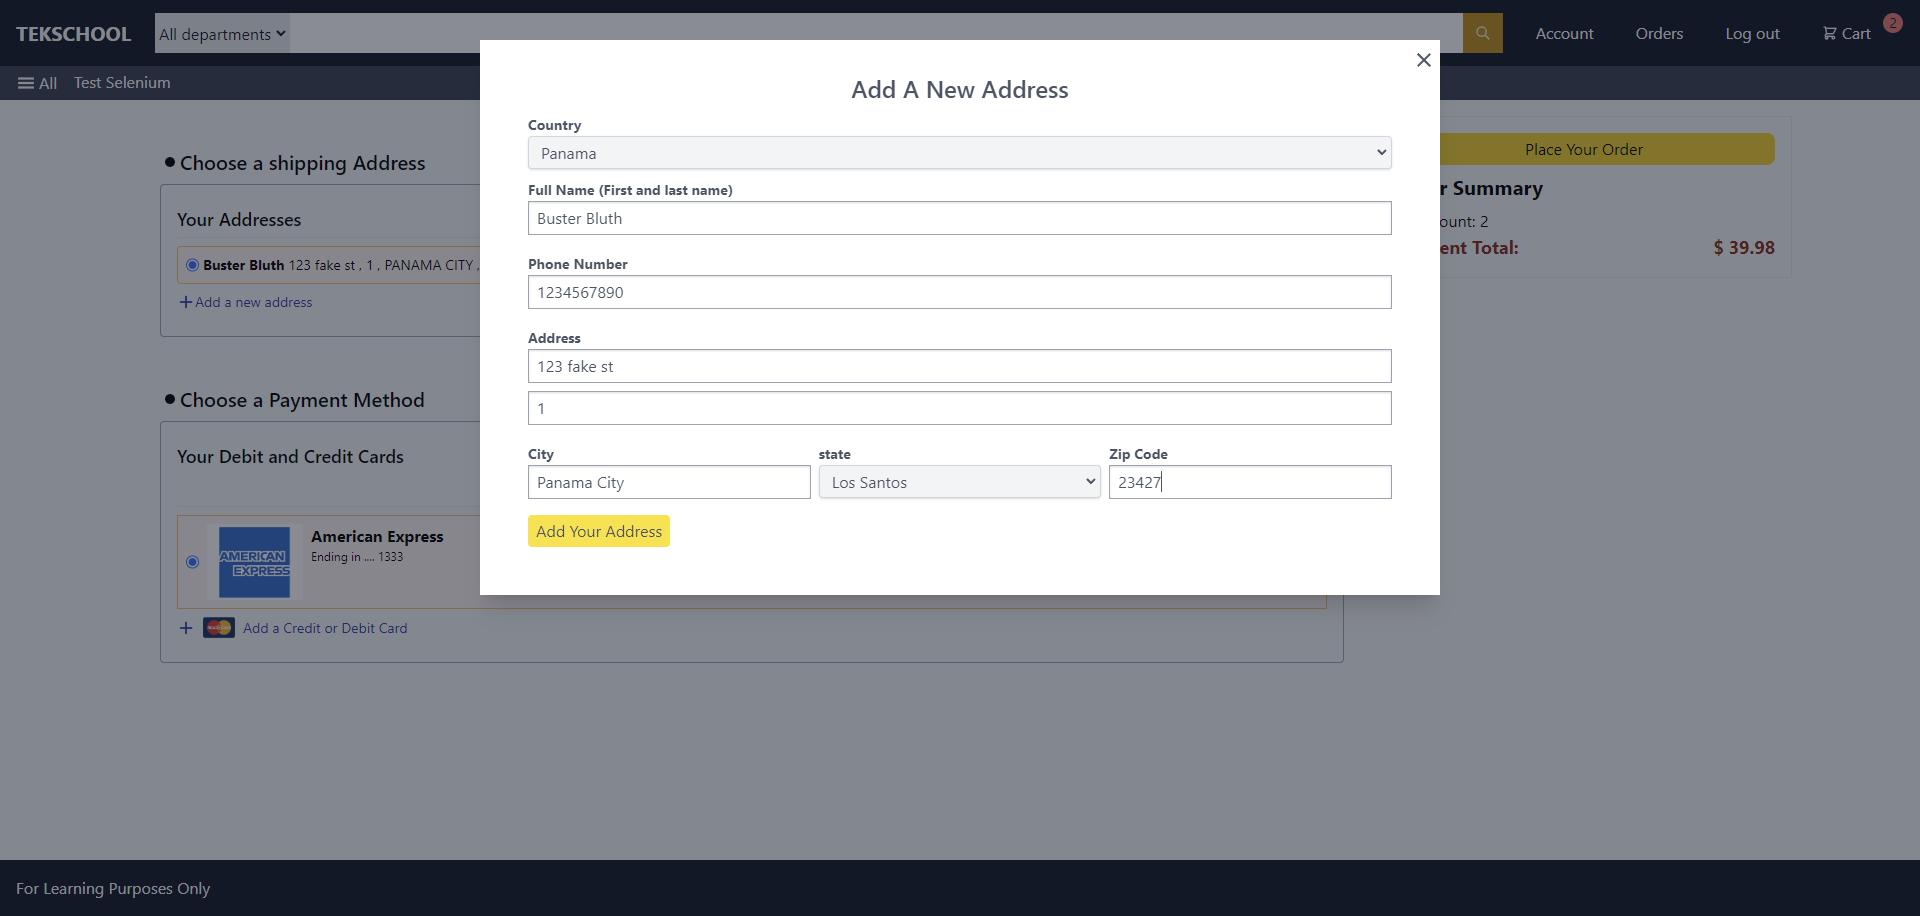 TEKSCHOOL
All departments
Account
Orders
Log out
Cart
2
All
Test Selenium
Add A New Address
Country
Panama
Full Name (First and last name)
Buster Bluth
Phone Number
1234567890
Address
123 fake st
1
City
state
Zip Code
Panama City
Los Santos
23427
Add Your Address
Choose a shipping Address
Your Addresses
Buster Bluth 123 fake st , 1 , PANAMA CITY ,
Add a new address
Choose a Payment Method
Your Debit and Credit Cards
AMERICAN
EXPRESS
American Express
Ending in .... 1333
Add a Credit or Debit Card
Place Your Order
r Summary
ount: 2
ent Total:
$ 39.98
For Learning Purposes Only